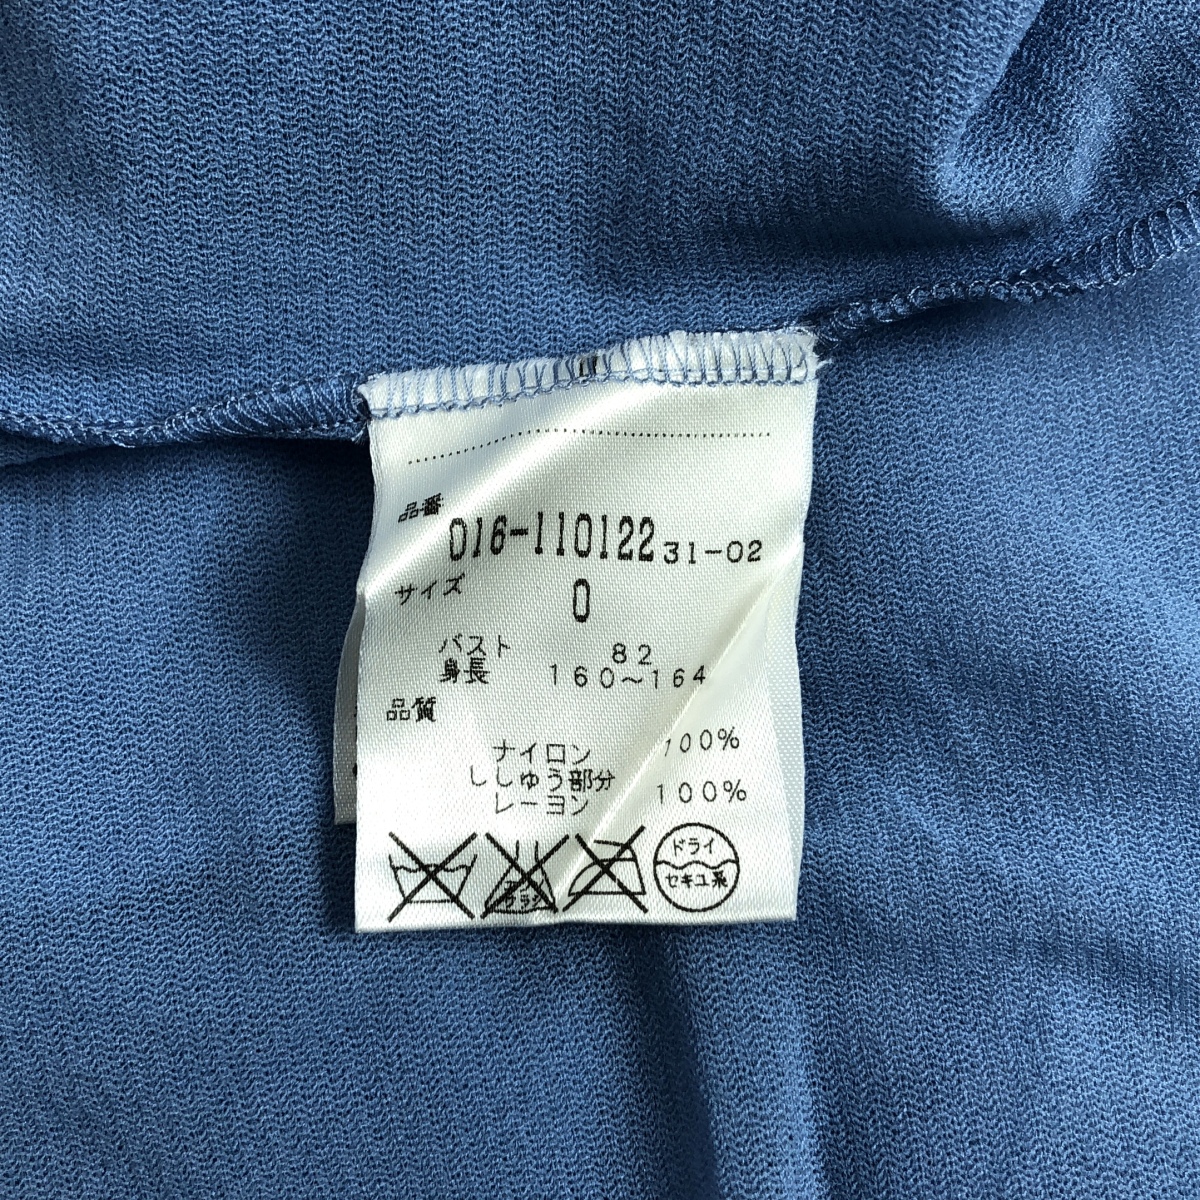 品番
016-110122 31-02
サイズ 0
バスト 82
身長 160～164
品質
ナイロン 100%
ししゅう部分
レーヨン 100%
ドライ
セキユ系